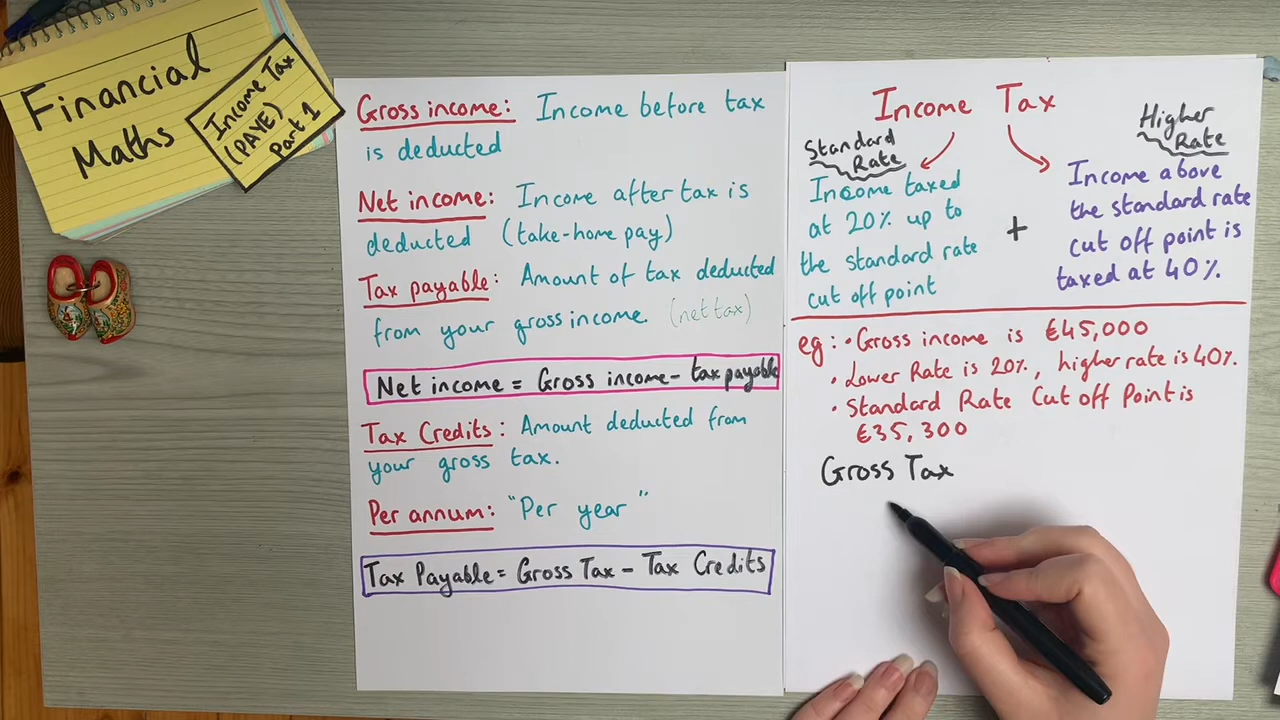 Financial
Maths
Income Tax
(PAYE)
Part 1
Gross income: Income before tax
is deducted
Net income: Income after tax is
deducted (take-home pay)
Tax payable: Amount of tax deducted
from your gross income. (net tax)
Net income = Gross income - tax payable
Tax Credits: Amount deducted from
your gross tax.
Per annum: "Per year"
Tax Payable = Gross Tax - Tax Credits
Income Tax
Standard
Rate
Income taxed
at 20% up to
the standard rate
cut off point
+
Higher
Rate
Income above
the standard rate
cut off point is
taxed at 40%.
eg: • Gross income is €45,000
• Lower Rate is 20%, higher rate is 40%.
• Standard Rate Cut off Point is
€35,300
Gross Tax